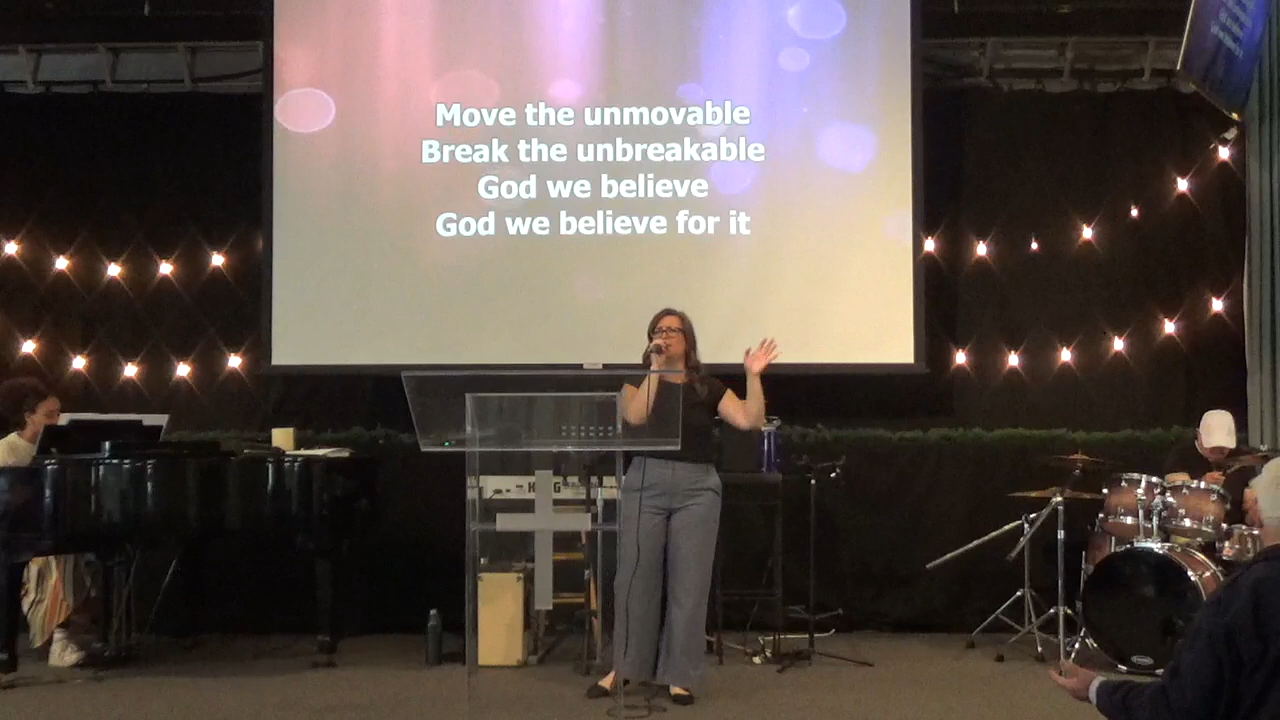 Move the unmovable
Break the unbreakable
God we believe
God we believe for it